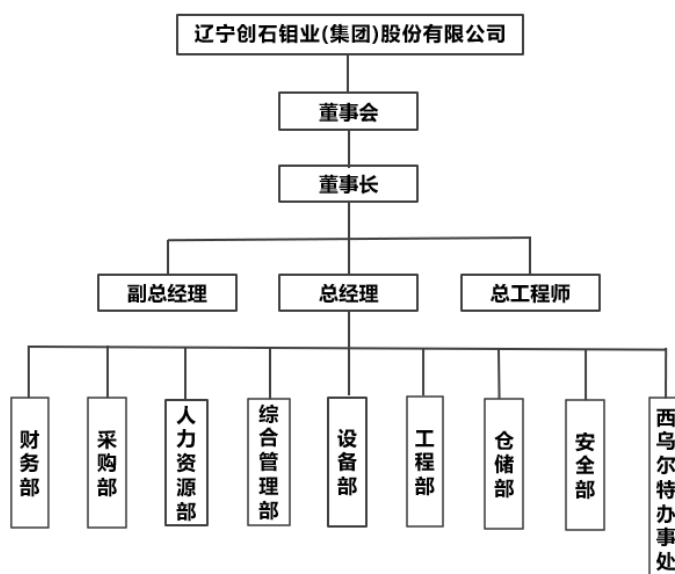 辽宁创石钼业(集团)股份有限公司
董事会
董事长
副总经理
总经理
总工程师
财务部
采购部
人力资源部
综合管理部
设备部
工程部
仓储部
安全部
西乌尔特办事处